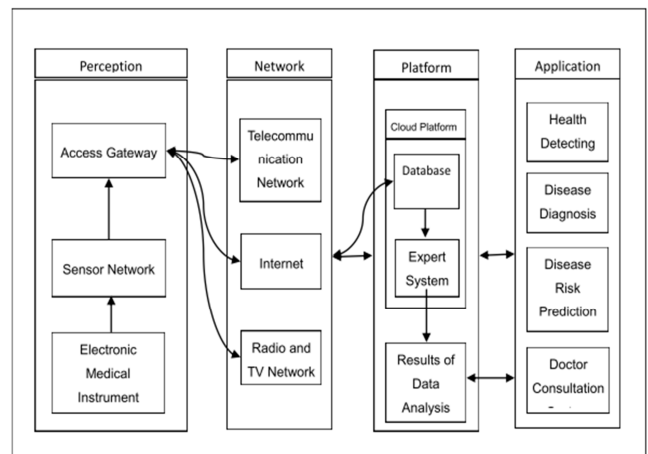 Perception
Access Gateway
Sensor Network
Electronic
Medical
Instrument
Network
Telecommu
nication
Network
Internet
Radio and
TV Network
Platform
Cloud Platform
Database
Expert
System
Results of
Data
Analysis
Application
Health
Detecting
Disease
Diagnosis
Disease
Risk
Prediction
Doctor
Consultation